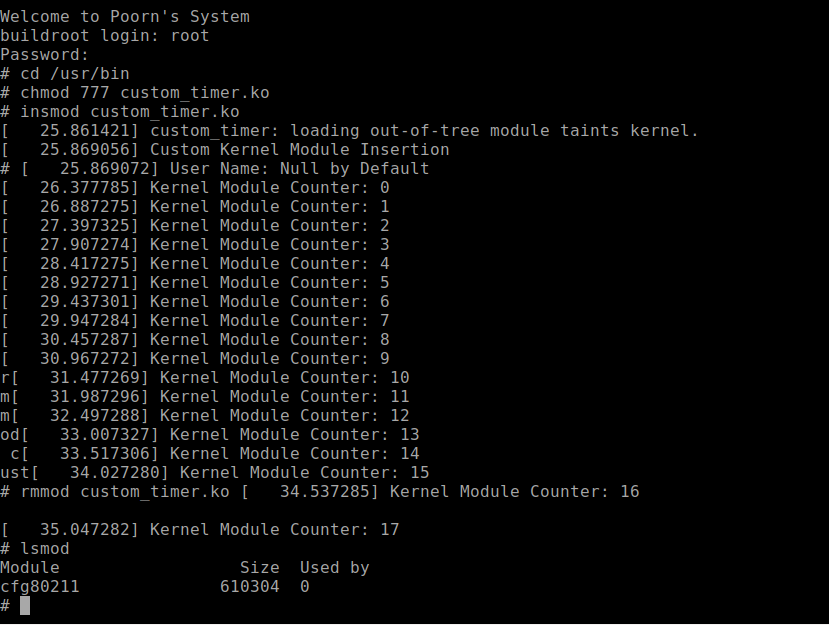 Welcome to Poorn's System
buildroot login: root
Password:
# cd /usr/bin
# chmod 777 custom_timer.ko
# insmod custom_timer.ko
[   25.861421] custom_timer: loading out-of-tree module taints kernel.
[   25.869056] Custom Kernel Module Insertion
# [   25.869072] User Name: Null by Default
[   26.377785] Kernel Module Counter: 0
[   26.887275] Kernel Module Counter: 1
[   27.397325] Kernel Module Counter: 2
[   27.907274] Kernel Module Counter: 3
[   28.417275] Kernel Module Counter: 4
[   28.927271] Kernel Module Counter: 5
[   29.437301] Kernel Module Counter: 6
[   29.947284] Kernel Module Counter: 7
[   30.457287] Kernel Module Counter: 8
[   30.967272] Kernel Module Counter: 9
r[   31.477269] Kernel Module Counter: 10
m[   31.987296] Kernel Module Counter: 11
m[   32.497288] Kernel Module Counter: 12
od[   33.007327] Kernel Module Counter: 13
 c[   33.517306] Kernel Module Counter: 14
ust[   34.027280] Kernel Module Counter: 15
# rmmod custom_timer.ko [   34.537285] Kernel Module Counter: 16

[   35.047282] Kernel Module Counter: 17
# lsmod
Module                  Size  Used by
cfg80211              610304  0
#